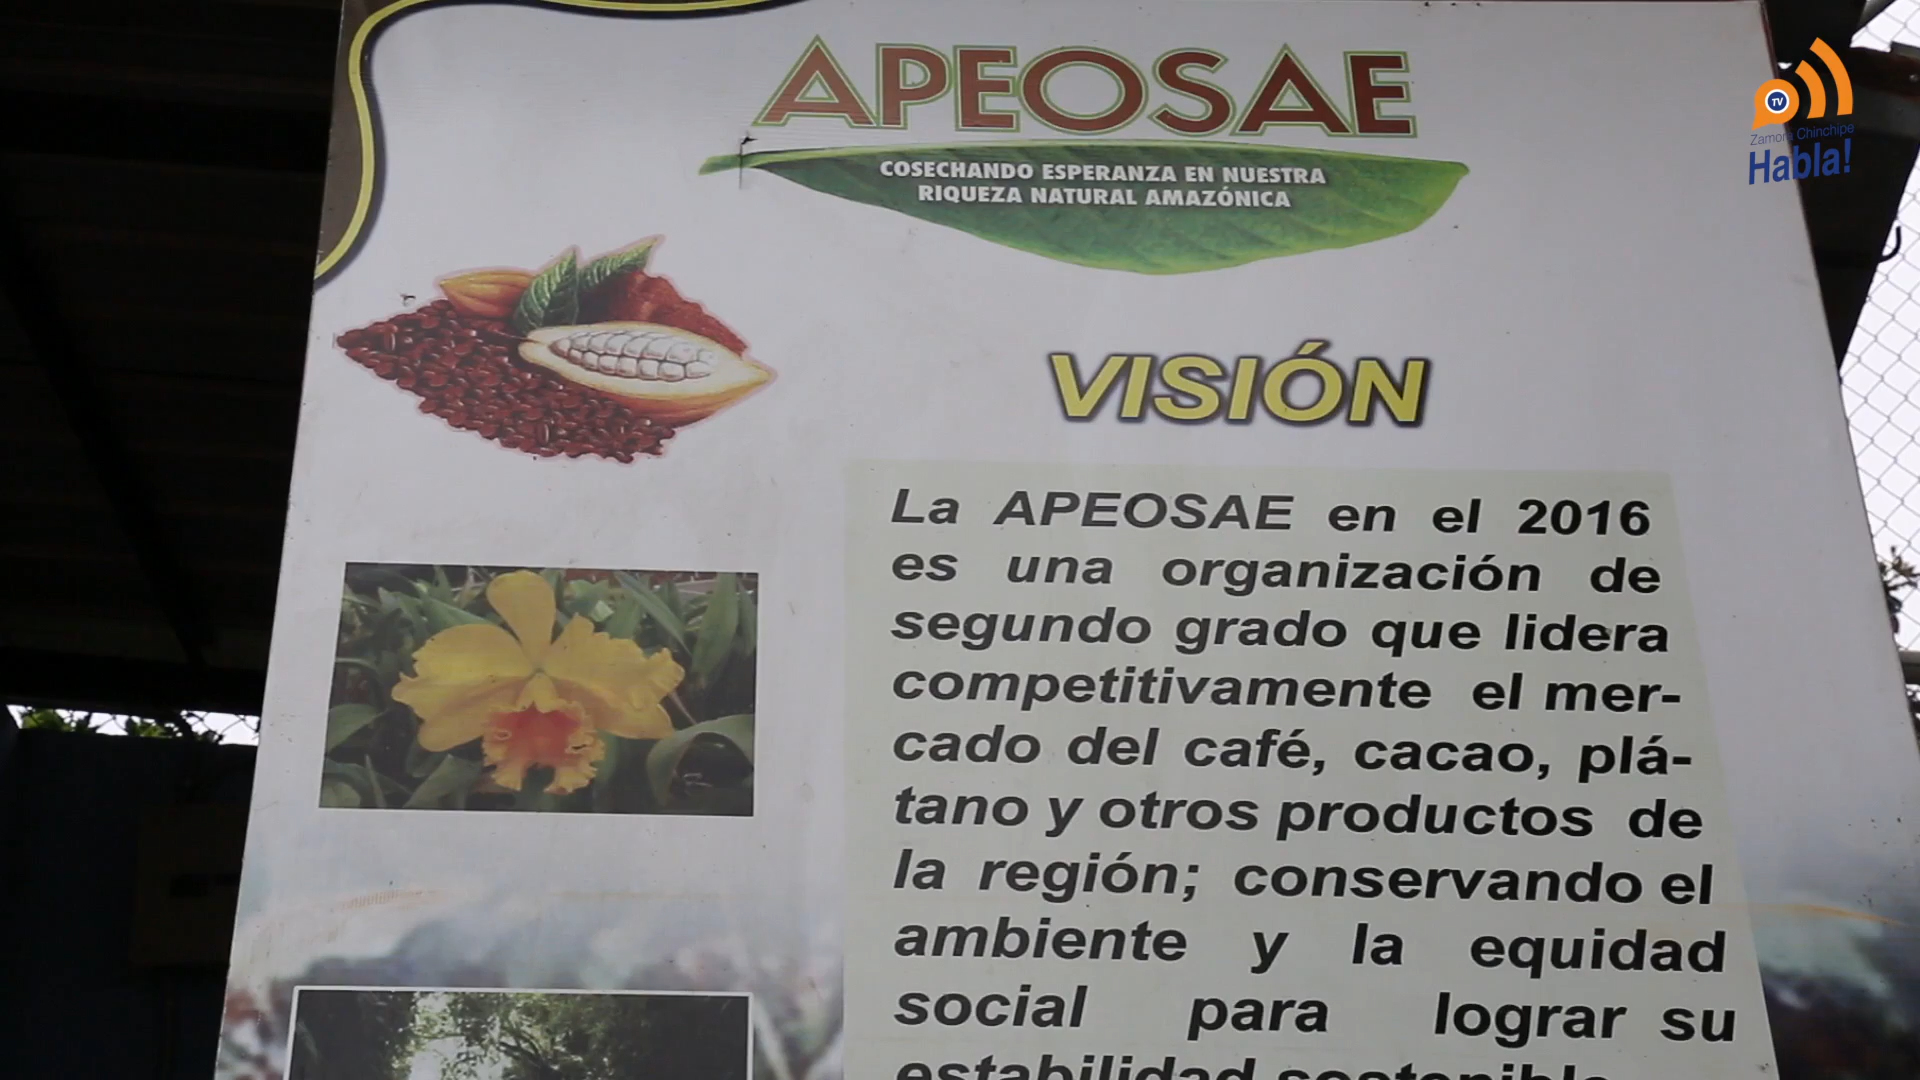 APEOSAE
COSECHANDO ESPERANZA EN NUESTRA
RIQUEZA NATURAL AMAZÓNICA
TV
Zamora Chinchipe
Habla!
VISIÓN
La APEOSAE en el 2016
es una organización de
segundo grado que lidera
competitivamente el mer-
cado del café, cacao, plá-
tano y otros productos de
la región; conservando el
ambiente y la equidad
social para lograr su
estabilidad sostenible